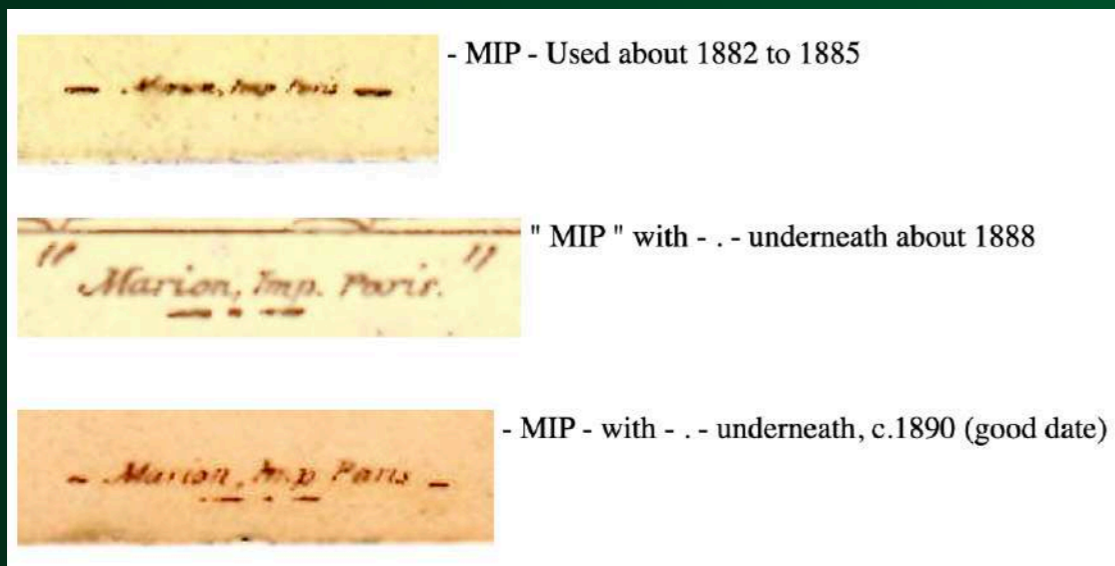 - Marion, Imp Paris - - MIP - Used about 1882 to 1885
" Marion, Imp. Paris. " " MIP " with - . - underneath about 1888
- . -
- Marion, Imp Paris - - MIP - with - . - underneath, c.1890 (good date)
- . -